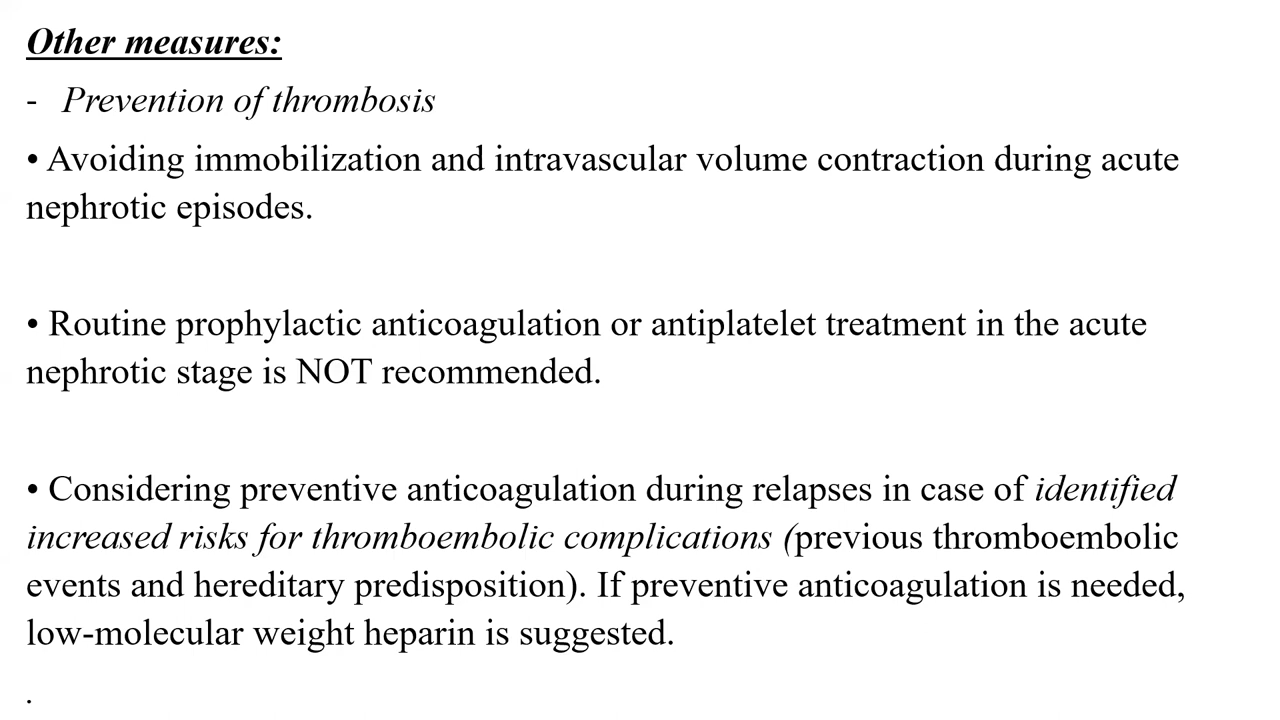 Other measures:
- Prevention of thrombosis
• Avoiding immobilization and intravascular volume contraction during acute
nephrotic episodes.
• Routine prophylactic anticoagulation or antiplatelet treatment in the acute
nephrotic stage is NOT recommended.
• Considering preventive anticoagulation during relapses in case of identified
increased risks for thromboembolic complications (previous thromboembolic
events and hereditary predisposition). If preventive anticoagulation is needed,
low-molecular weight heparin is suggested.
.